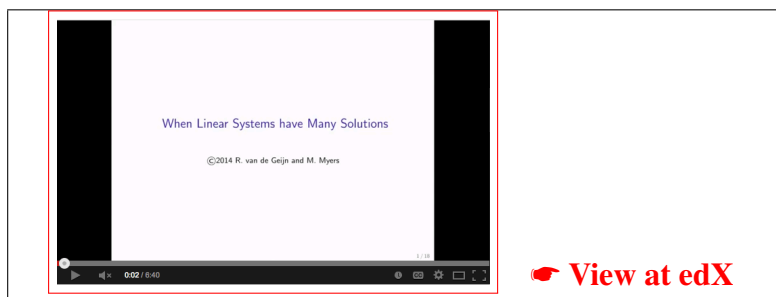 When Linear Systems have Many Solutions
©2014 R. van de Geijn and M. Myers
1 / 18
0:02 / 6:40
CC
☛ View at edX